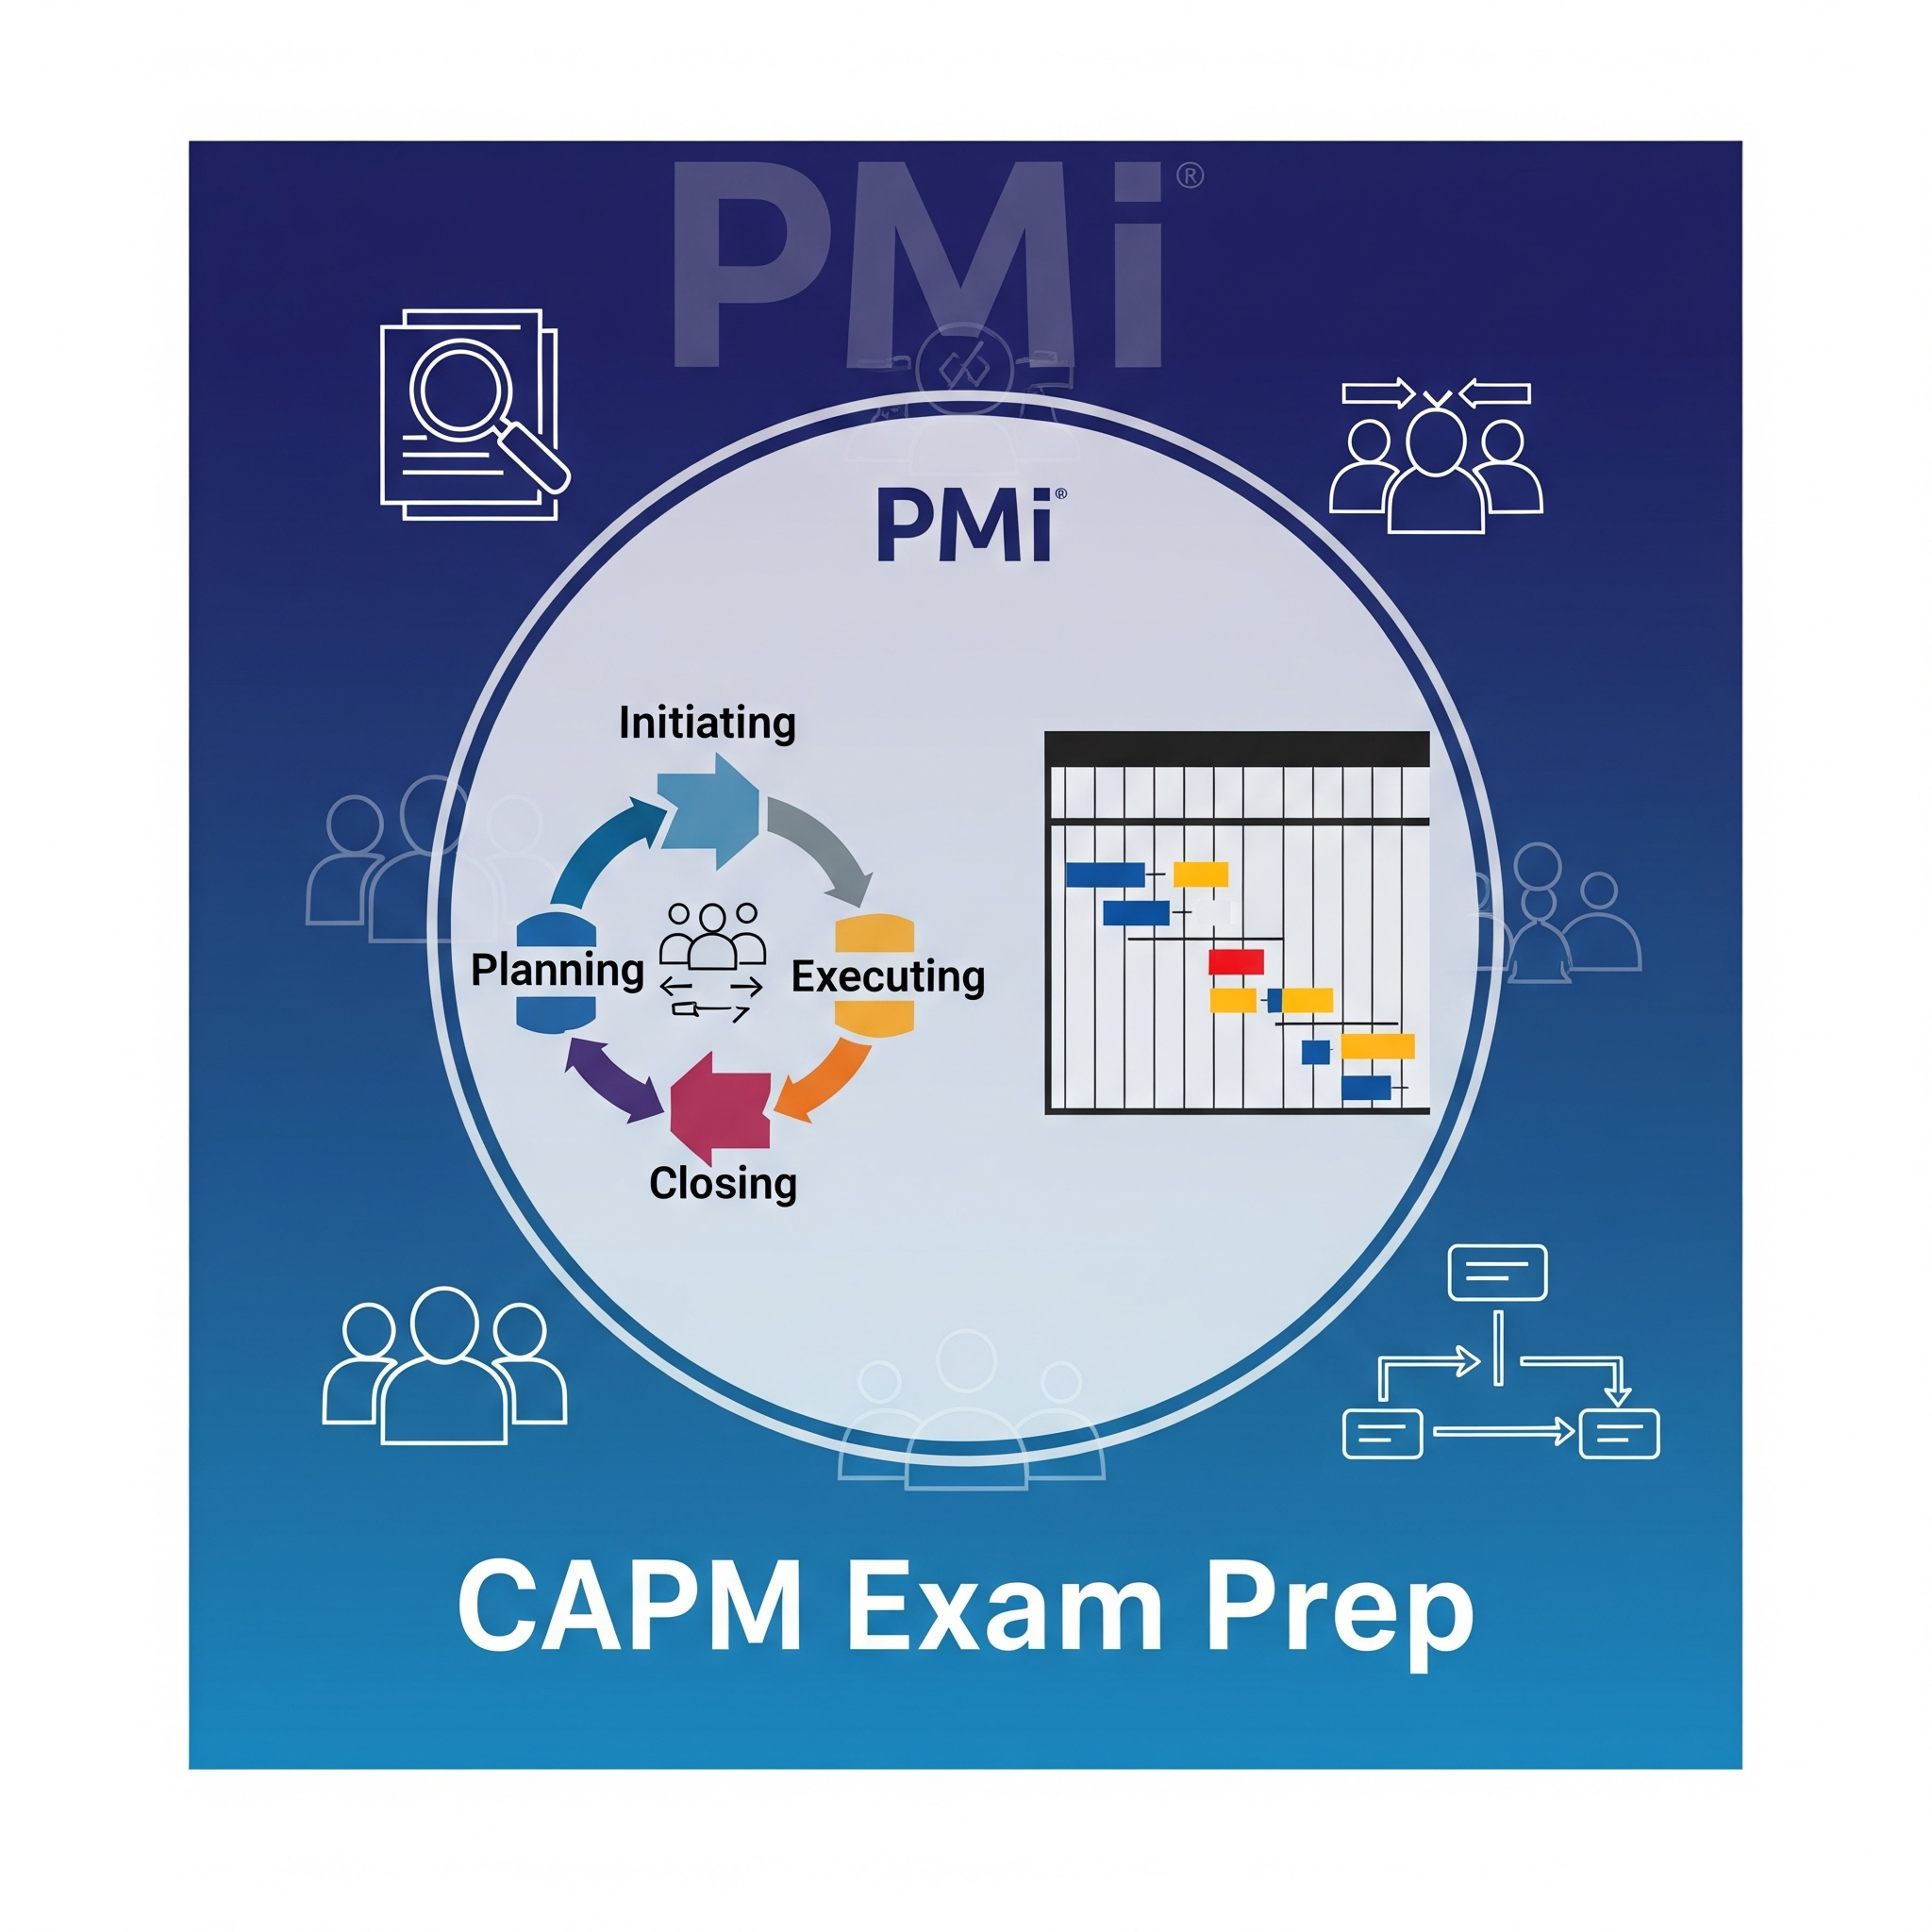 PMi®
PMi®
Initiating
Planning
Executing
Closing
CAPM Exam Prep